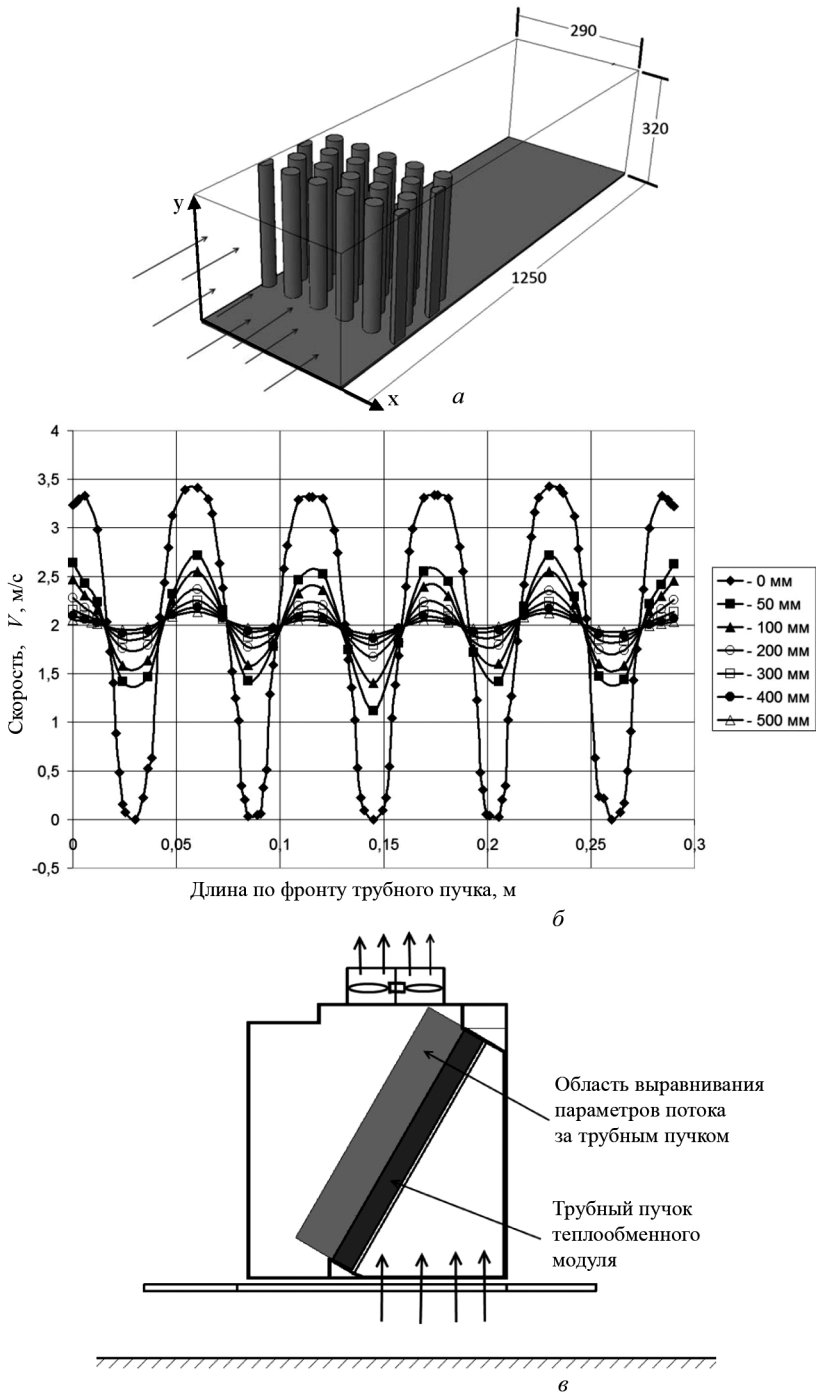 290
320
y
1250
x
а
4
3,5
3
2,5
2
1,5
1
0,5
0
-0,5
0
0,05
0,1
0,15
0,2
0,25
0,3
Скорость, V, м/с
- 0 мм
- 50 мм
- 100 мм
- 200 мм
- 300 мм
- 400 мм
- 500 мм
Длина по фронту трубного пучка, м
б
Область выравнивания
параметров потока
за трубным пучком
Трубный пучок
теплообменного
модуля
в